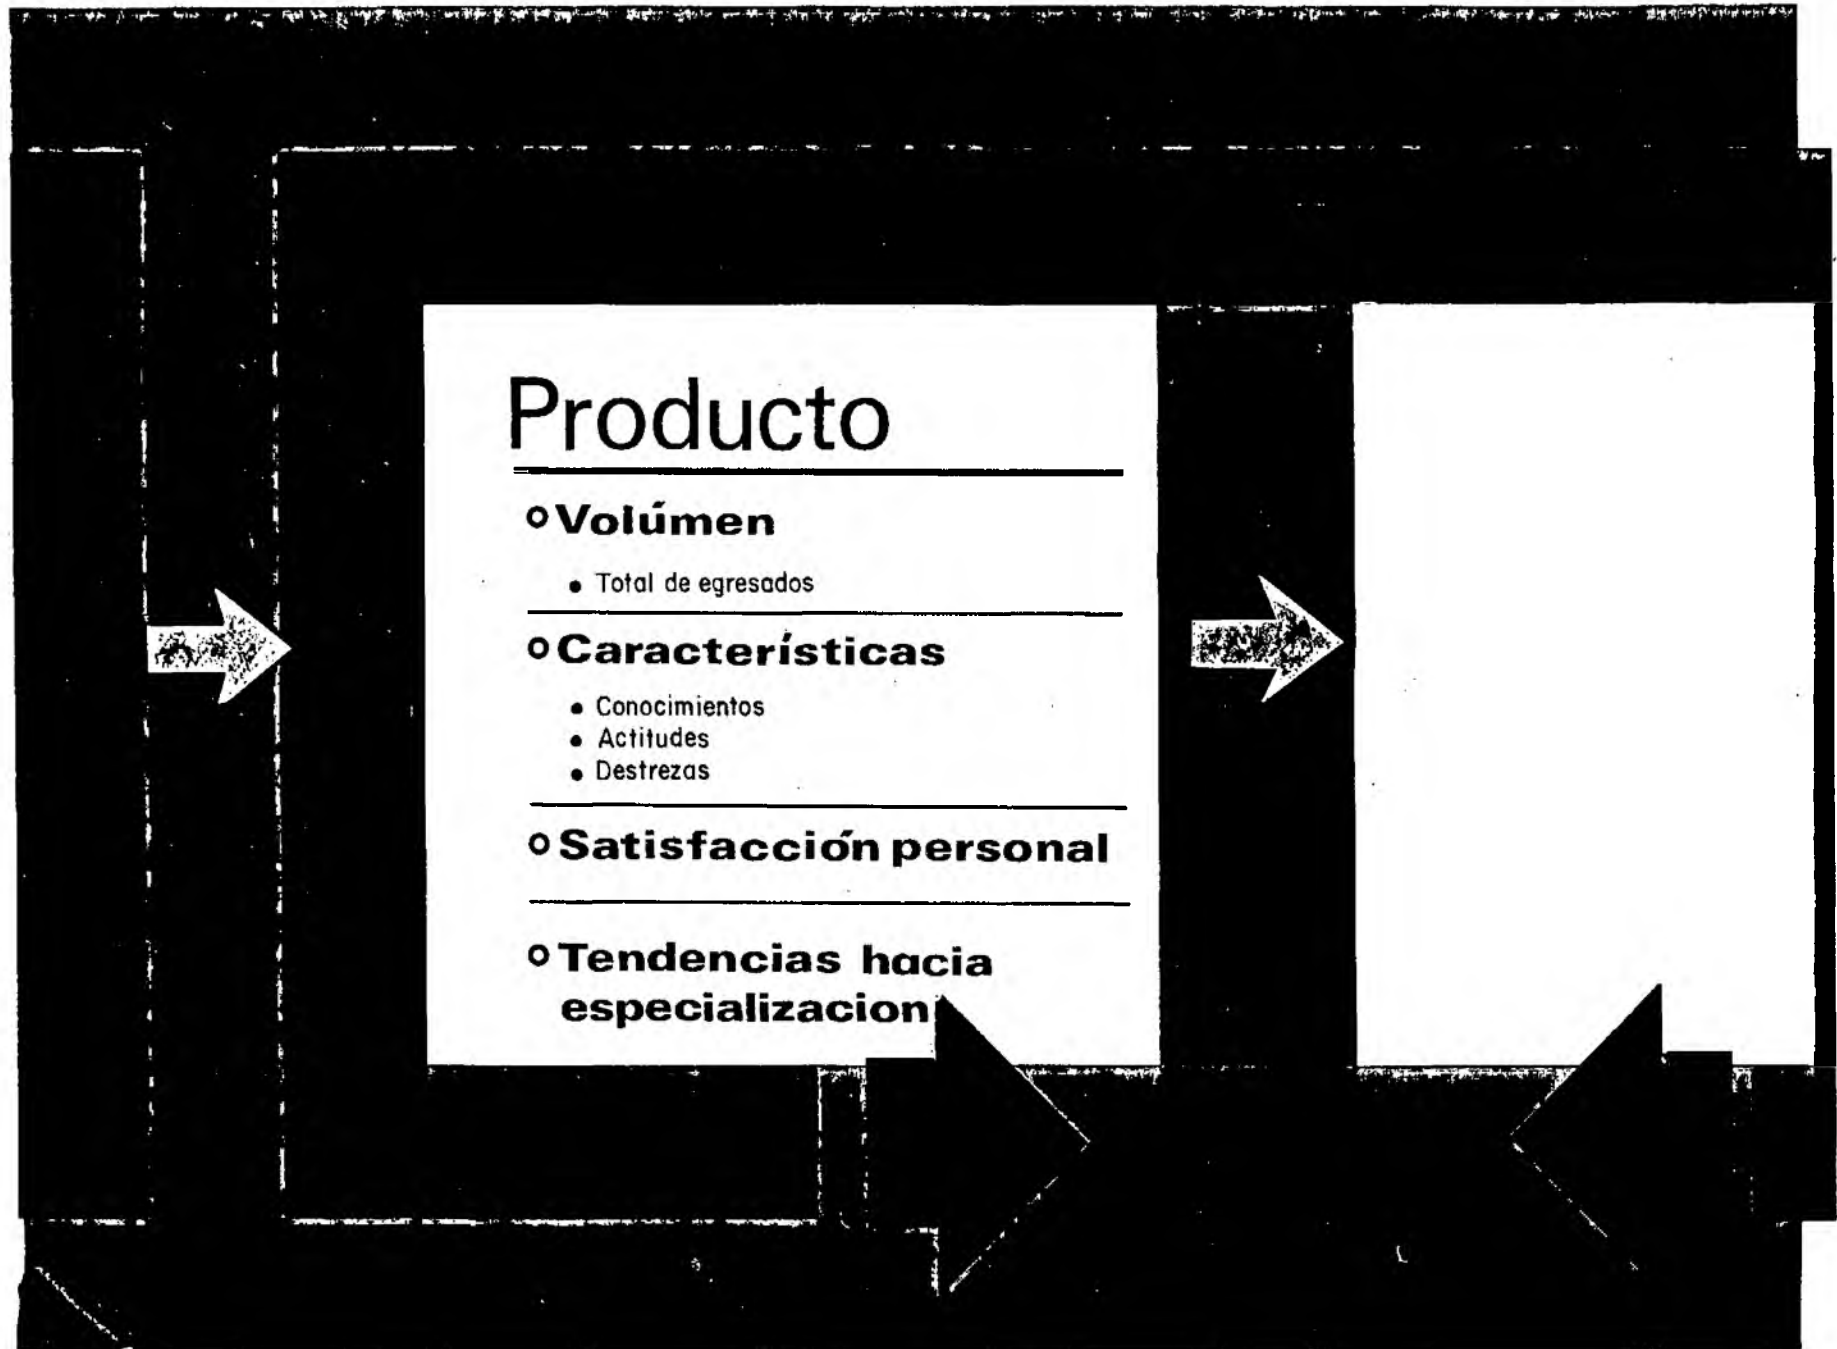 Producto
Volúmen
• Total de egresados
Características
• Conocimientos
• Actitudes
• Destrezas
Satisfacción personal
Tendencias hacia
especializacion